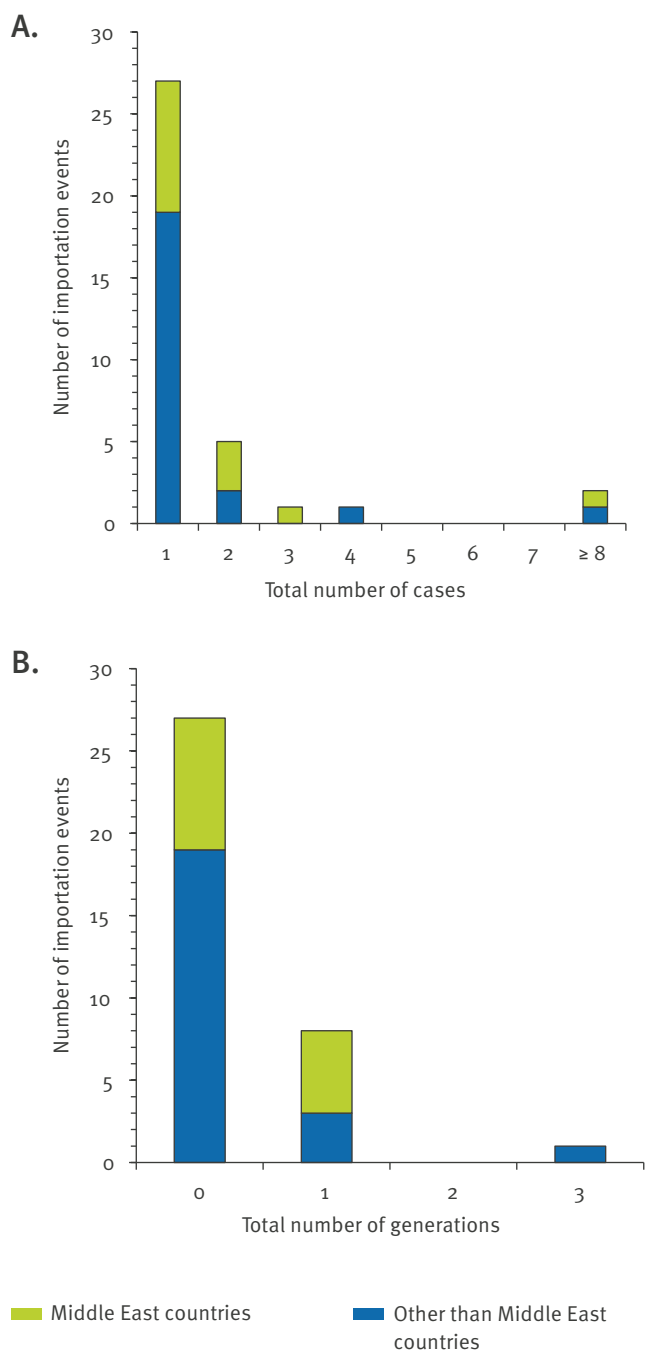 A.
Number of importation events
30
25
20
15
10
5
0
1 2 3 4 5 6 7 ≥ 8
Total number of cases
B.
Number of importation events
30
25
20
15
10
5
0
0 1 2 3
Total number of generations
Middle East countries
Other than Middle East
countries